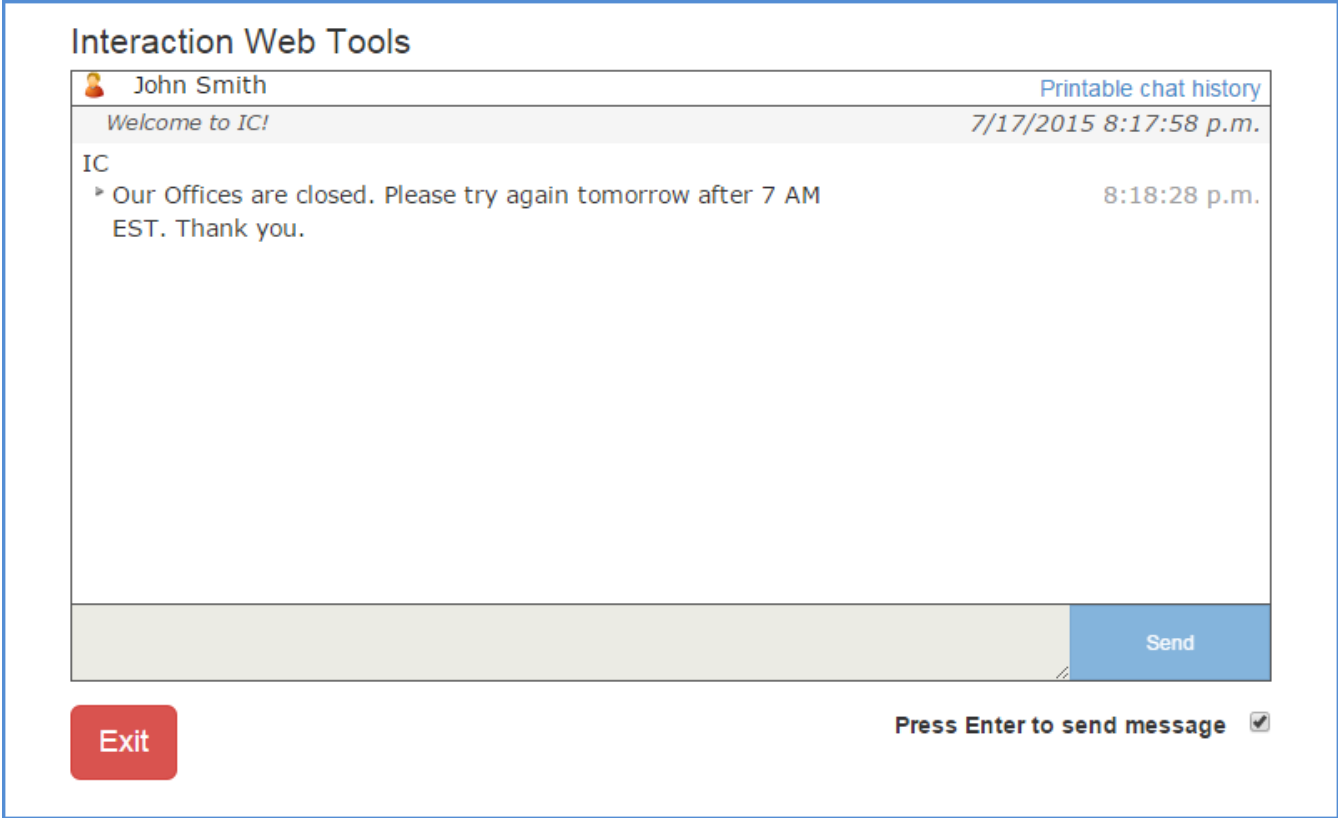 Interaction Web Tools
John Smith
Printable chat history
Welcome to IC!
7/17/2015 8:17:58 p.m.
IC
Our Offices are closed. Please try again tomorrow after 7 AM
8:18:28 p.m.
EST. Thank you.
Send
Exit
Press Enter to send message